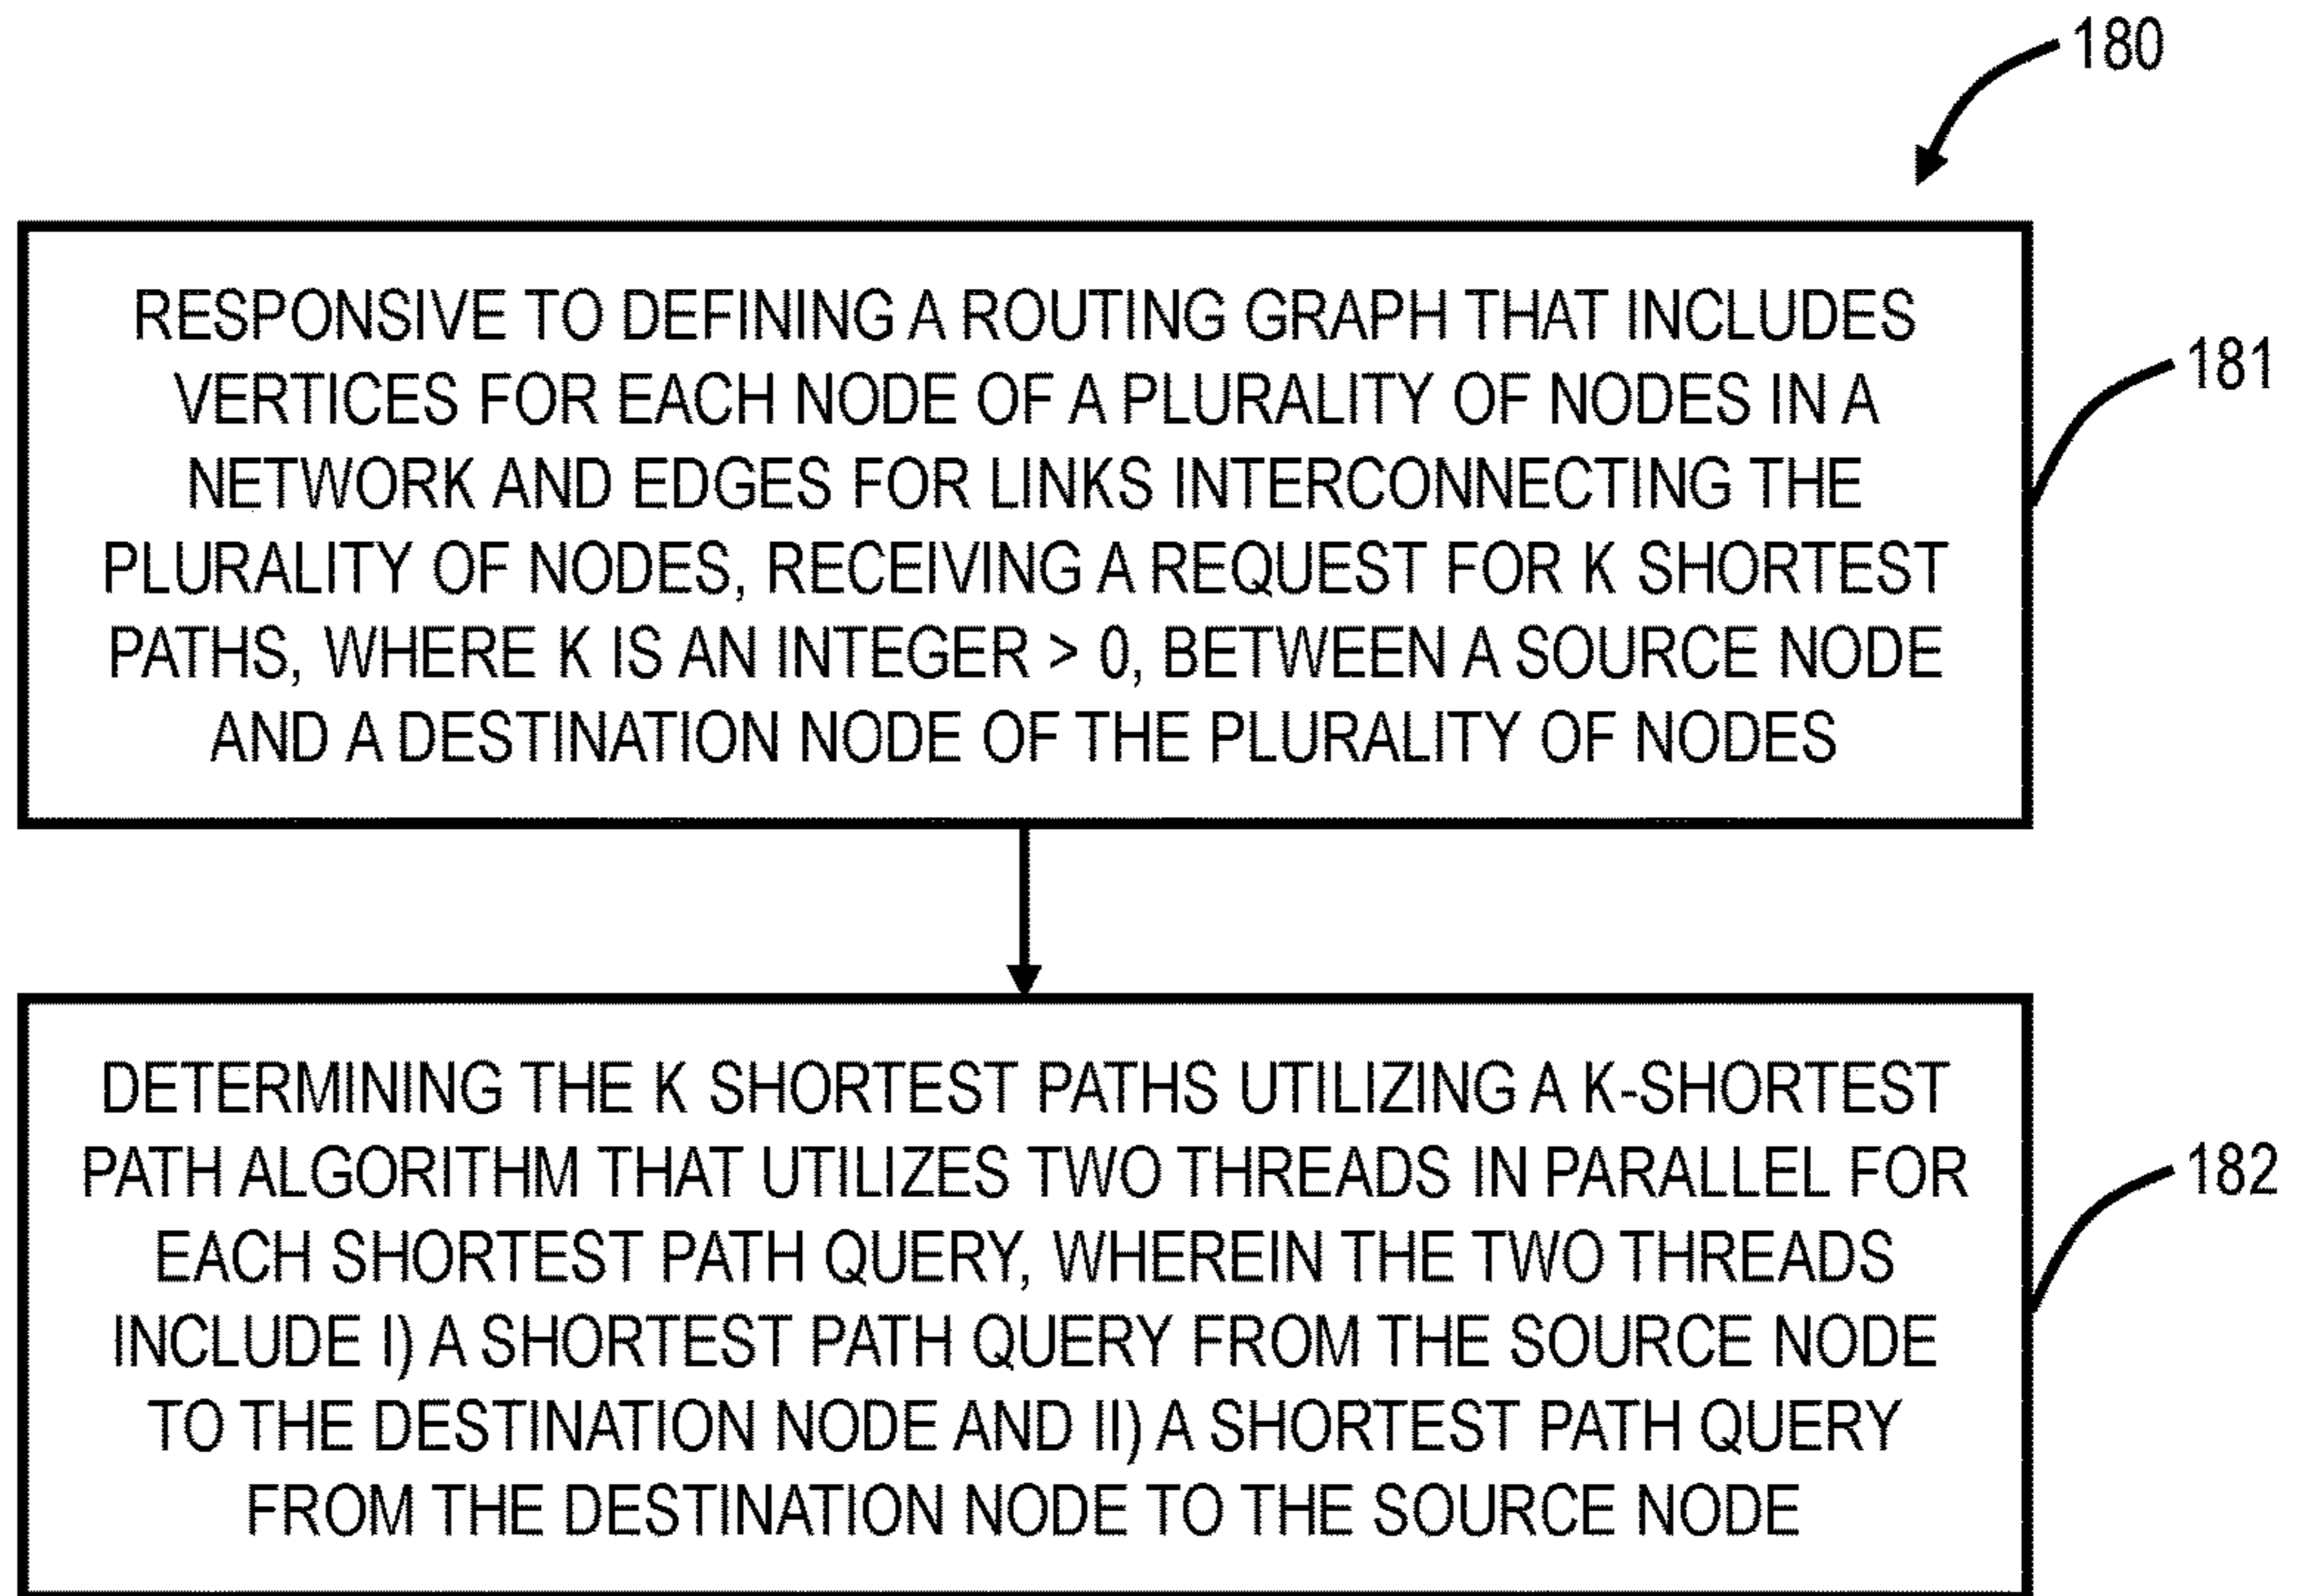 180
RESPONSIVE TO DEFINING A ROUTING GRAPH THAT INCLUDES
VERTICES FOR EACH NODE OF A PLURALITY OF NODES IN A
NETWORK AND EDGES FOR LINKS INTERCONNECTING THE
PLURALITY OF NODES, RECEIVING A REQUEST FOR K SHORTEST
PATHS, WHERE K IS AN INTEGER > 0, BETWEEN A SOURCE NODE
AND A DESTINATION NODE OF THE PLURALITY OF NODES
181
DETERMINING THE K SHORTEST PATHS UTILIZING A K-SHORTEST
PATH ALGORITHM THAT UTILIZES TWO THREADS IN PARALLEL FOR
EACH SHORTEST PATH QUERY, WHEREIN THE TWO THREADS
INCLUDE I) A SHORTEST PATH QUERY FROM THE SOURCE NODE
TO THE DESTINATION NODE AND II) A SHORTEST PATH QUERY
FROM THE DESTINATION NODE TO THE SOURCE NODE
182